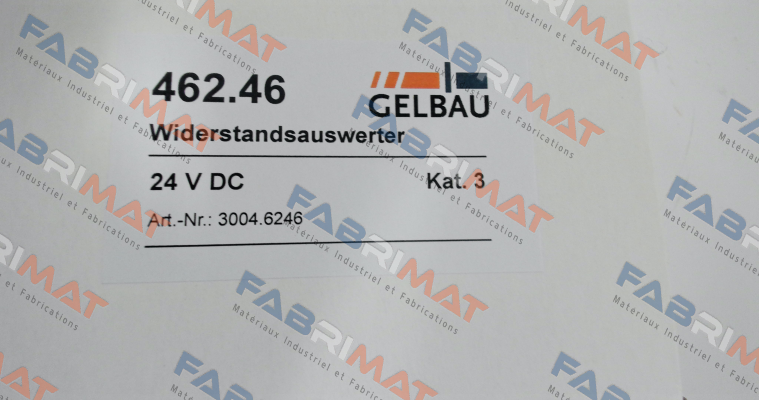 462.46
GELBAU
Widerstandsauswerter
24 V DC Kat. 3
Art.-Nr.: 3004.6246
FABRIMAT
Matériaux Industriel et Fabrications